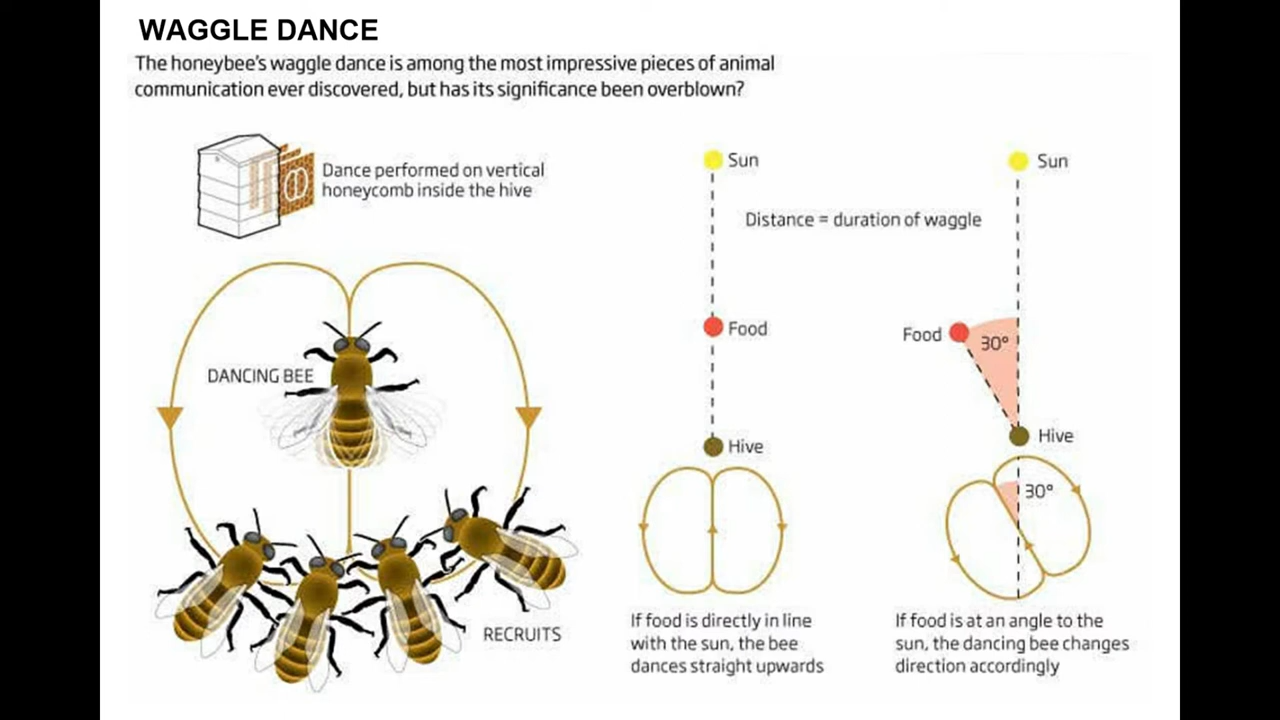 WAGGLE DANCE
The honeybee's waggle dance is among the most impressive pieces of animal
communication ever discovered, but has its significance been overblown?
Dance performed on vertical
honeycomb inside the hive
DANCING BEE
RECRUITS
Sun
Food
Hive
If food is directly in line
with the sun, the bee
dances straight upwards
Distance = duration of waggle
Sun
Food
30°
Hive
30°
If food is at an angle to the
sun, the dancing bee changes
direction accordingly